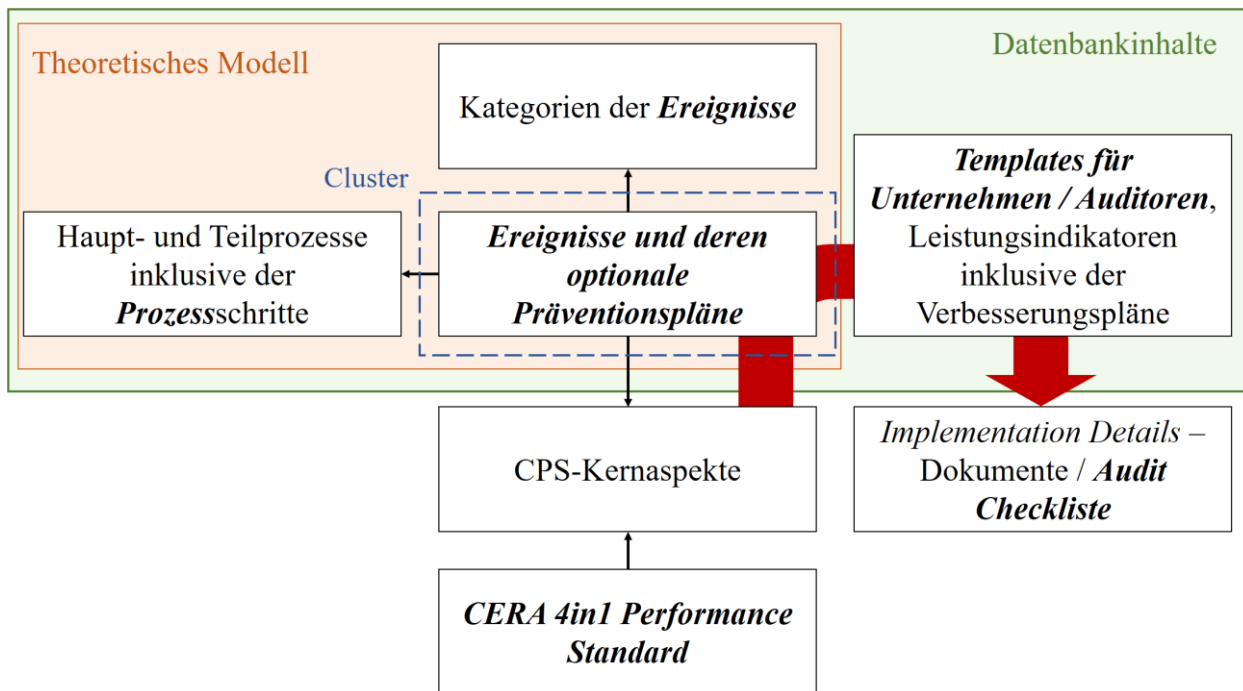 Theoretisches Modell
Datenbankinhalte
Kategorien der Ereignisse
Cluster
Haupt- und Teilprozesse
inklusive der
Prozessschritte
Ereignisse und deren
optionale
Präventionspläne
Templates für
Unternehmen / Auditoren,
Leistungsindikatoren
inklusive der
Verbesserungspläne
CPS-Kernaspekte
Implementation Details –
Dokumente / Audit
Checkliste
CERA 4in1 Performance
Standard